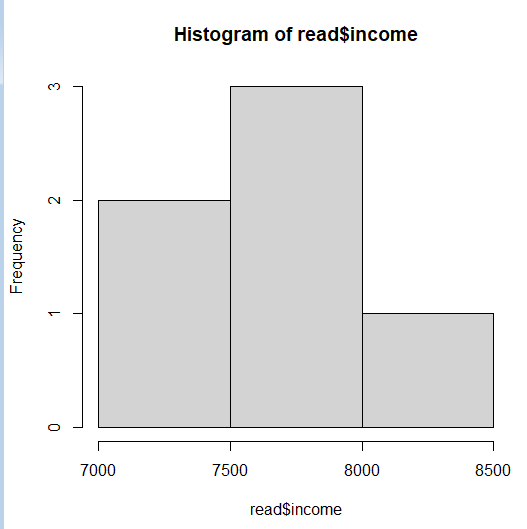 Histogram of read$income
Frequency
3
2
1
0
7000 7500 8000 8500
read$income